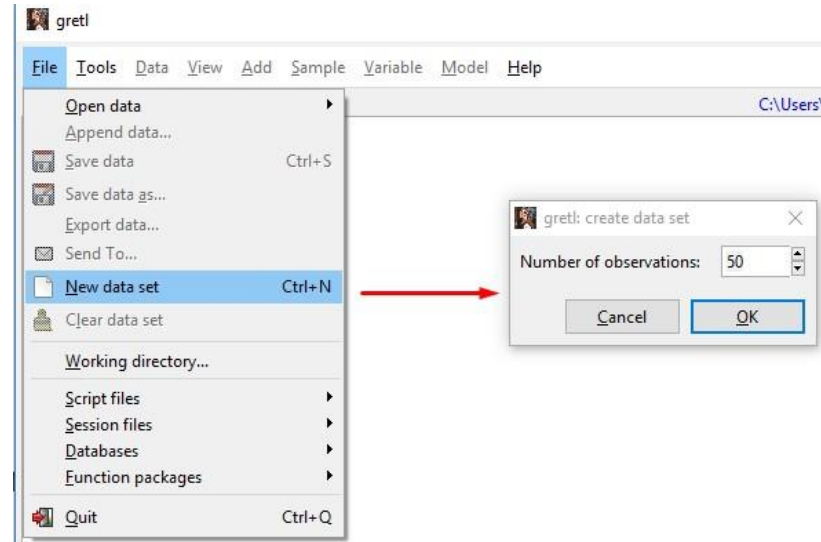 gretl
File Tools Data View Add Sample Variable Model Help
C:\Users\
Open data
Append data...
Save data Ctrl+S
Save data as...
Export data...
Send To...
New data set Ctrl+N
Clear data set
Working directory...
Script files
Session files
Databases
Function packages
Quit Ctrl+Q
gretl: create data set
Number of observations: 50
Cancel OK